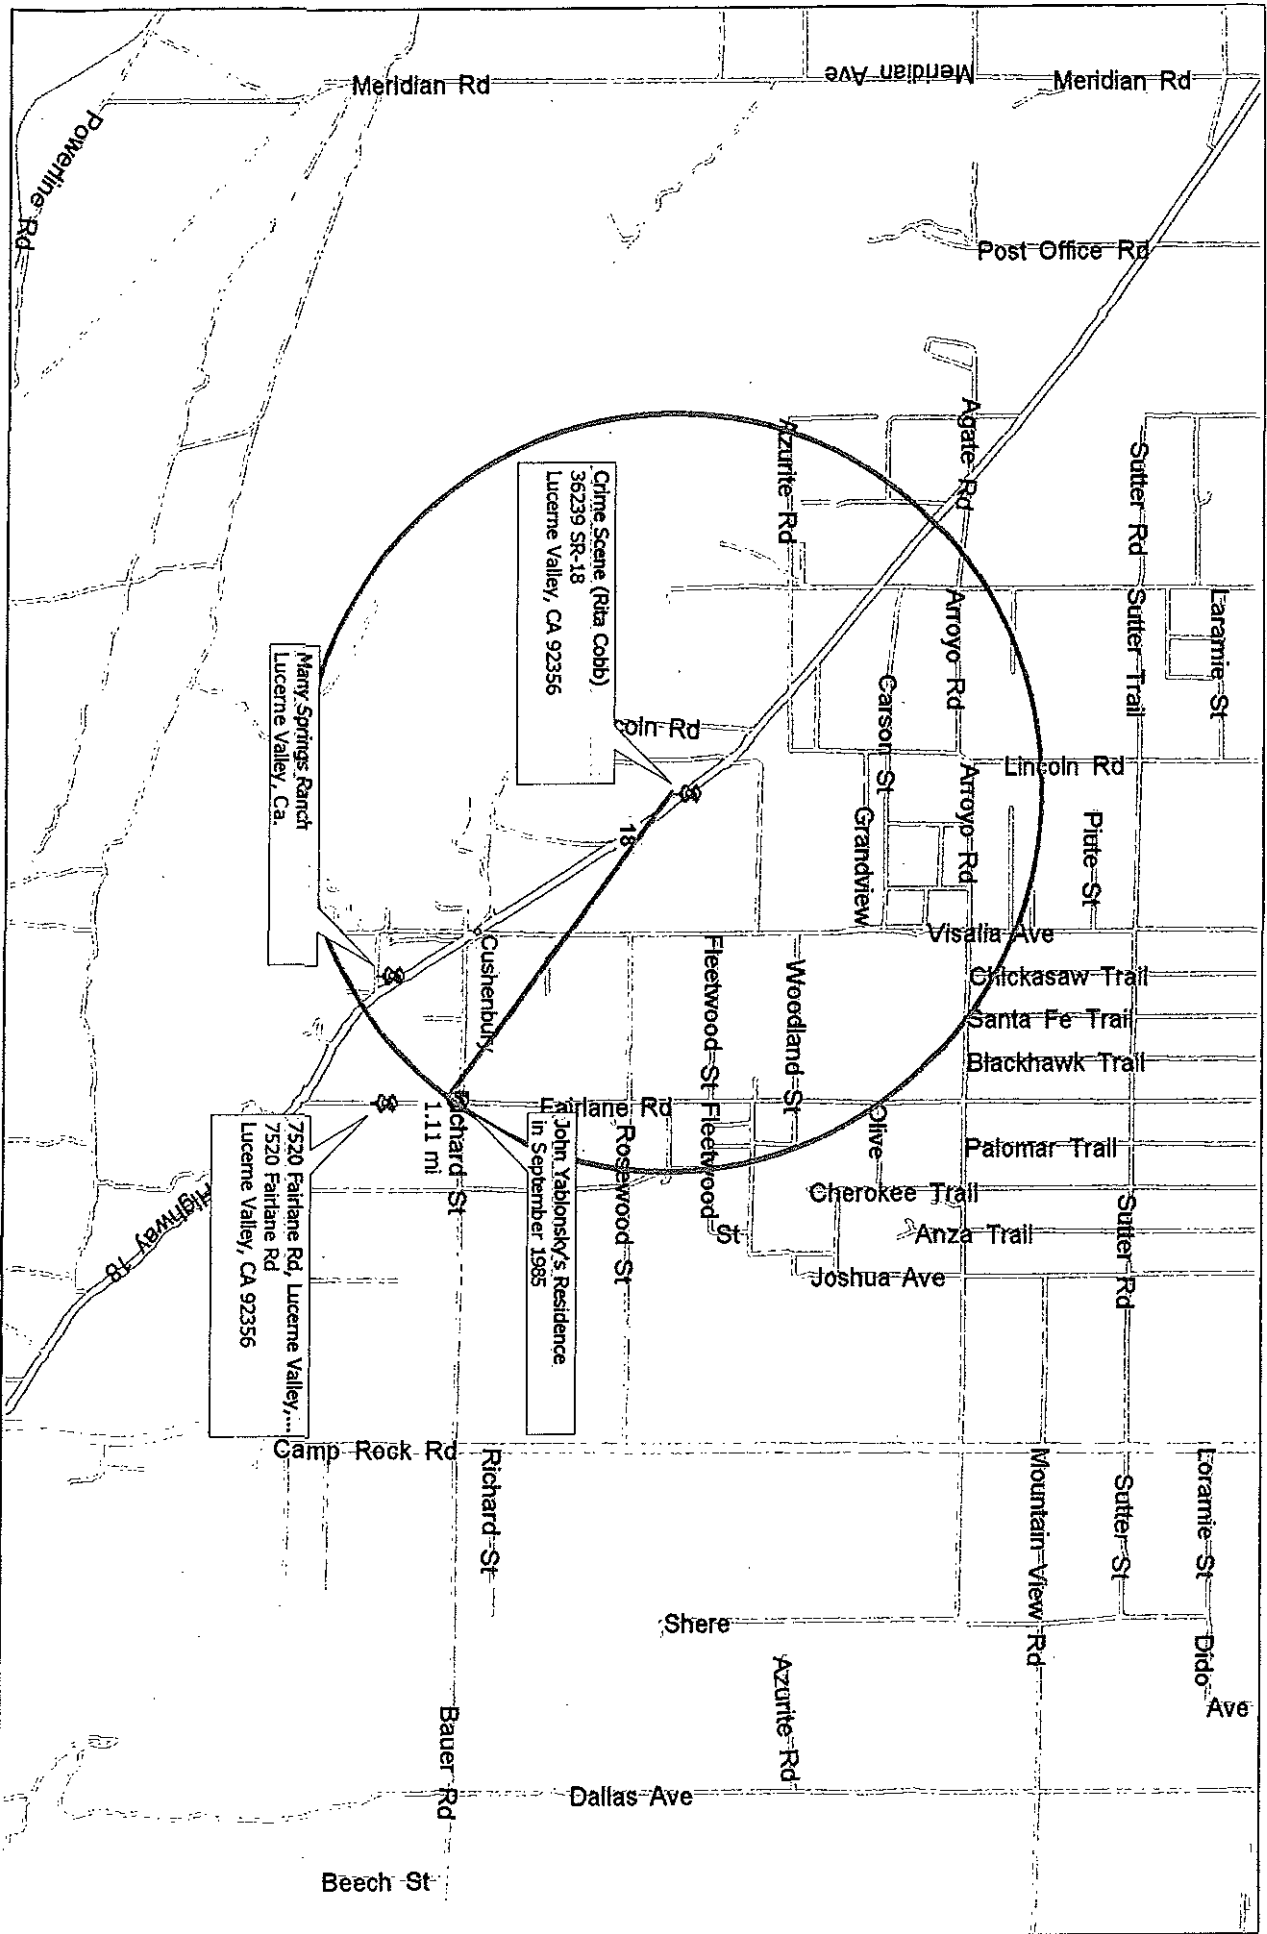 Meridian Rd
Meridian Ave
Meridian Rd
Powerline Rd
Post Office Rd
Agate Rd
Azurite Rd
Sutter Rd
Sutter Trail
Laramie St
Arroyo Rd
Carson St
Crime Scene (Rita Cobb)
36239 SR-18
Lucerne Valley, CA 92356
coln Rd
Lincoln Rd
Arroyo Rd
Grandview
Piute St
18
Many Springs Ranch
Lucerne Valley, Ca.
Visalia Ave
Chickasaw Trail
Santa Fe Trail
Blackhawk Trail
Cushenbury
Fleetwood St
Woodland St
Fairlane Rd
Olive
Palomar Trail
Cherokee Trail
Anza Trail
Joshua Ave
Fleetwood St
Rosewood St
Richard St
1.11 mi
John Yablonsky's Residence
in September 1985
7520 Fairlane Rd, Lucerne Valley,...
7520 Fairlane Rd
Lucerne Valley, CA 92356
Highway 18
Sutter Rd
Camp Rock Rd
Richard St
Mountain View Rd
Sutter St
Loramie St
Shere
Dido Ave
Azurite Rd
Bauer Rd
Dallas Ave
Beech St